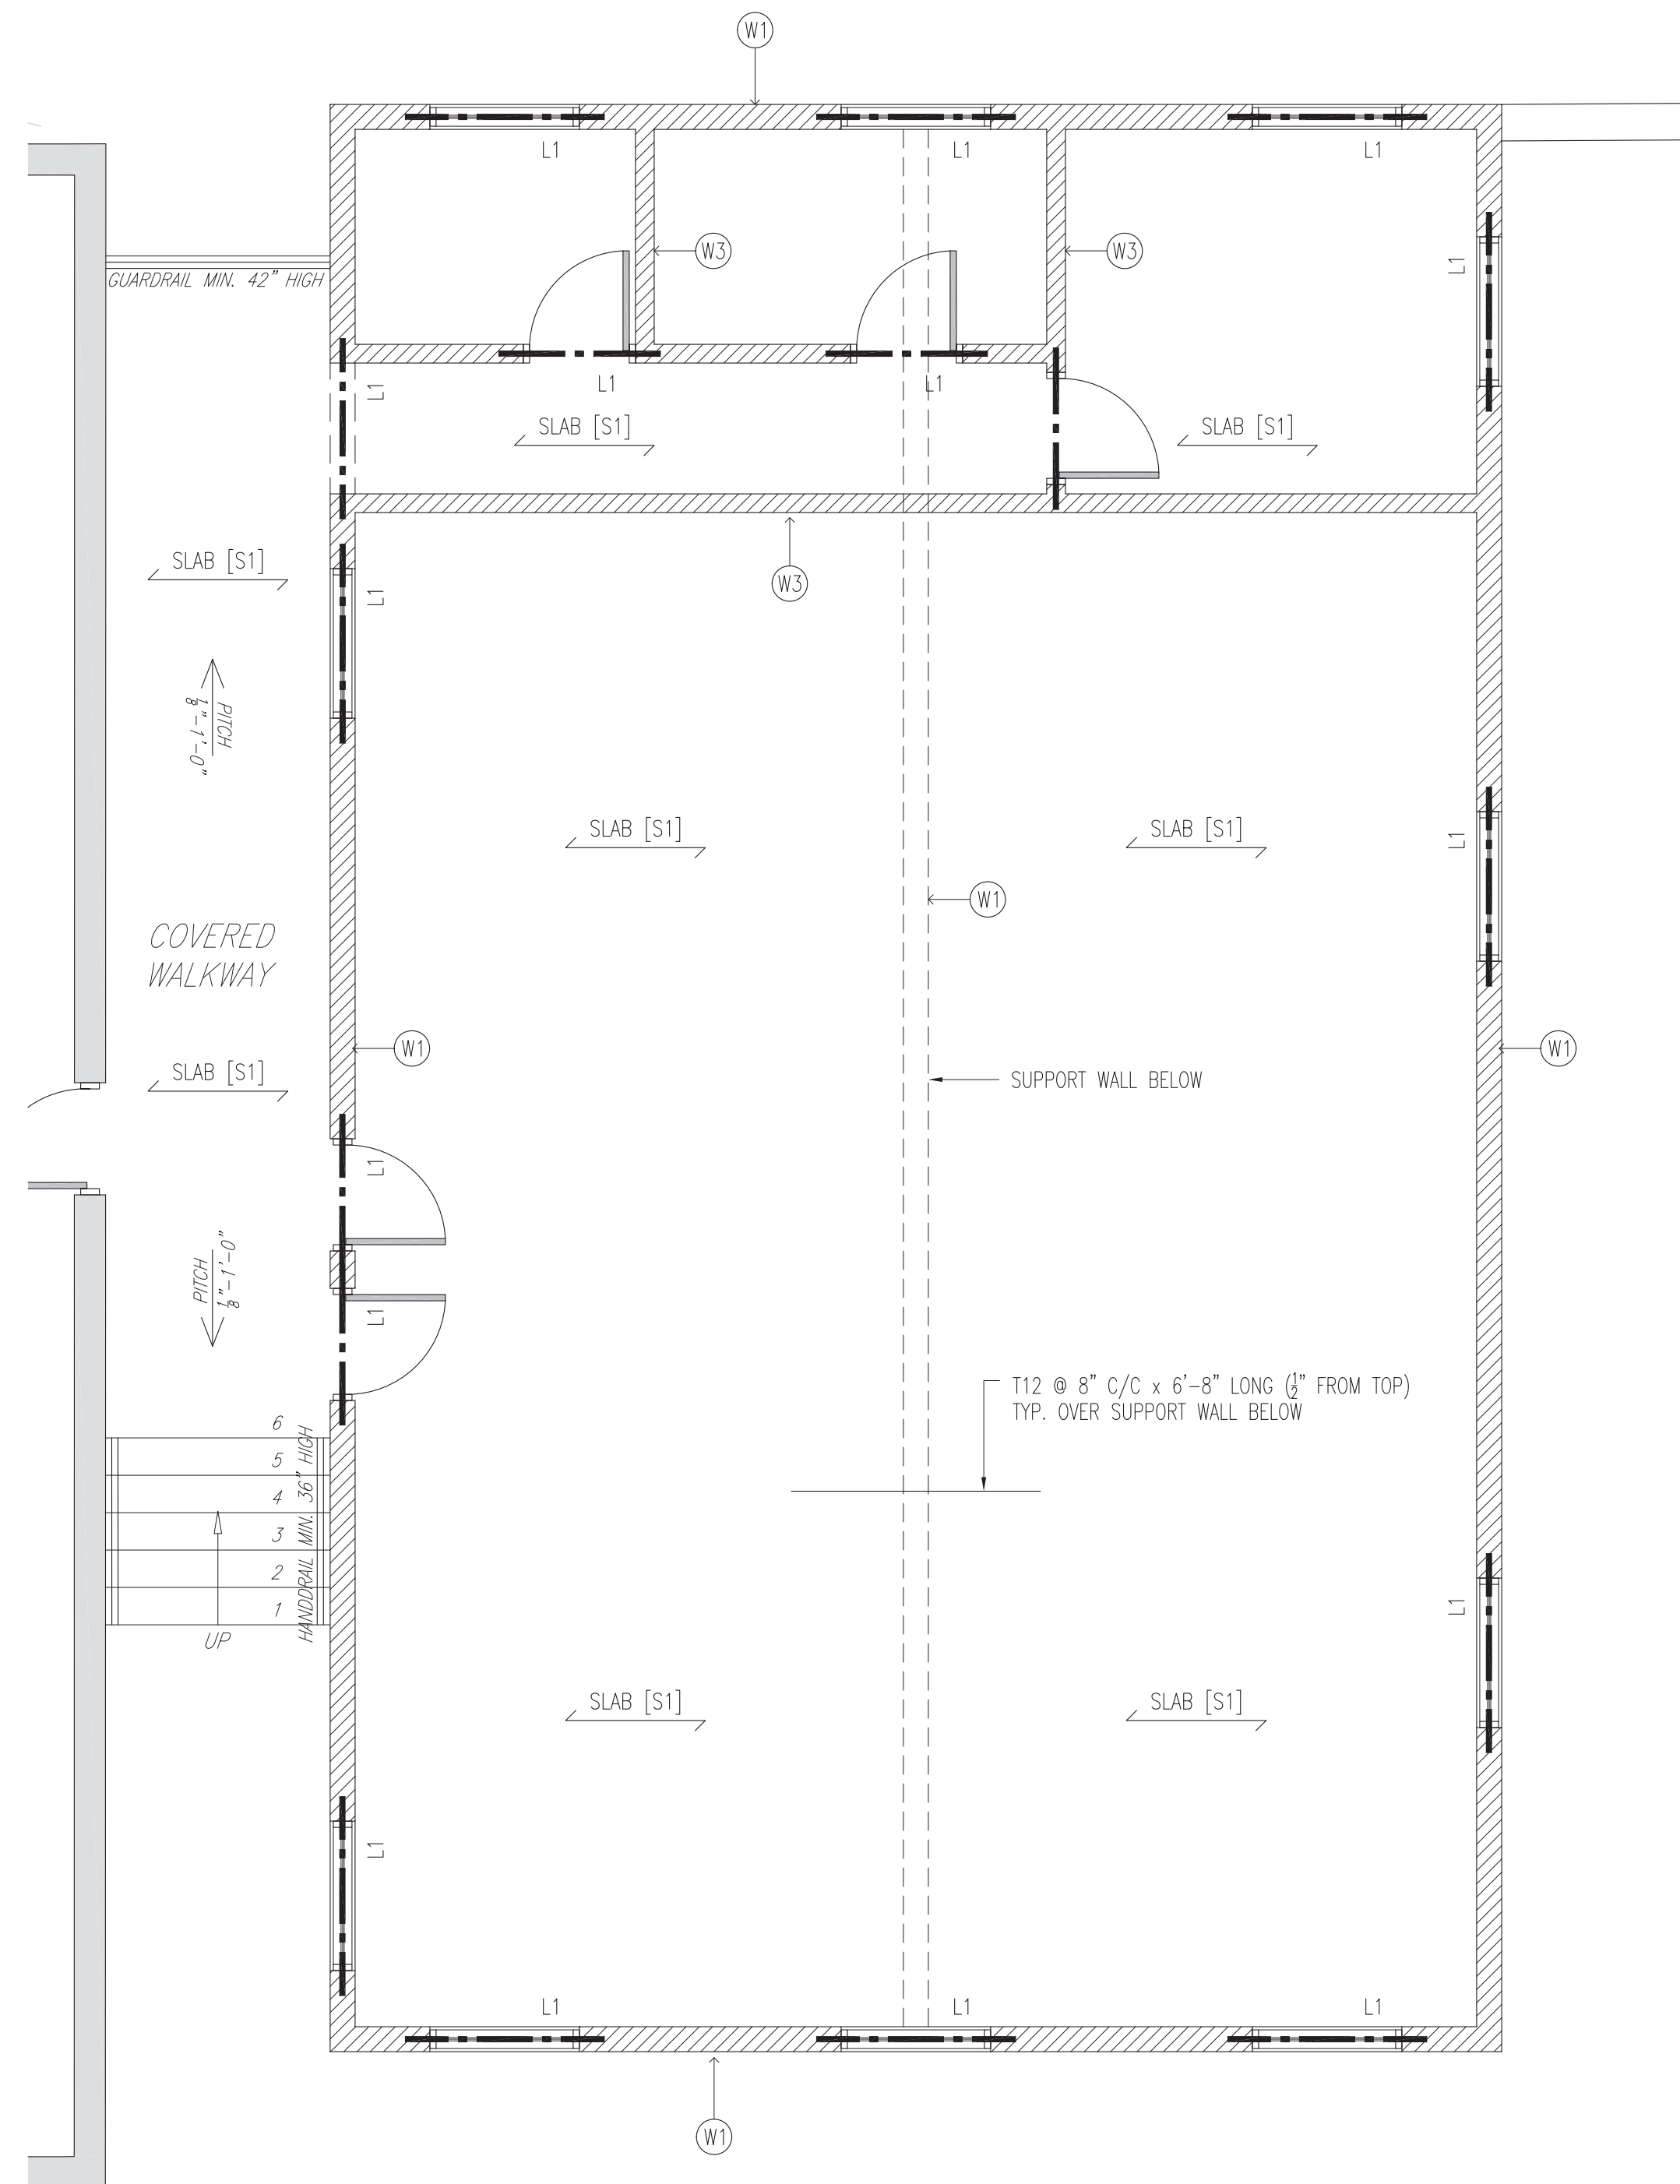 W1
L1
L1
L1
W3
W3
L1
GUARDRAIL MIN. 42" HIGH
L1
L1
L1
SLAB [S1]
SLAB [S1]
SLAB [S1]
W3
L1
PITCH
1/8"-1'-0"
SLAB [S1]
SLAB [S1]
L1
W1
COVERED
WALKWAY
W1
W1
SLAB [S1]
SUPPORT WALL BELOW
L1
PITCH
1/8"-1'-0"
L1
T12 @ 8" C/C x 6'-8" LONG (1/2" FROM TOP)
TYP. OVER SUPPORT WALL BELOW
6
5
4
3
2
1
HANDDRAIL MIN. 36" HIGH
UP
L1
SLAB [S1]
SLAB [S1]
L1
L1
L1
L1
W1